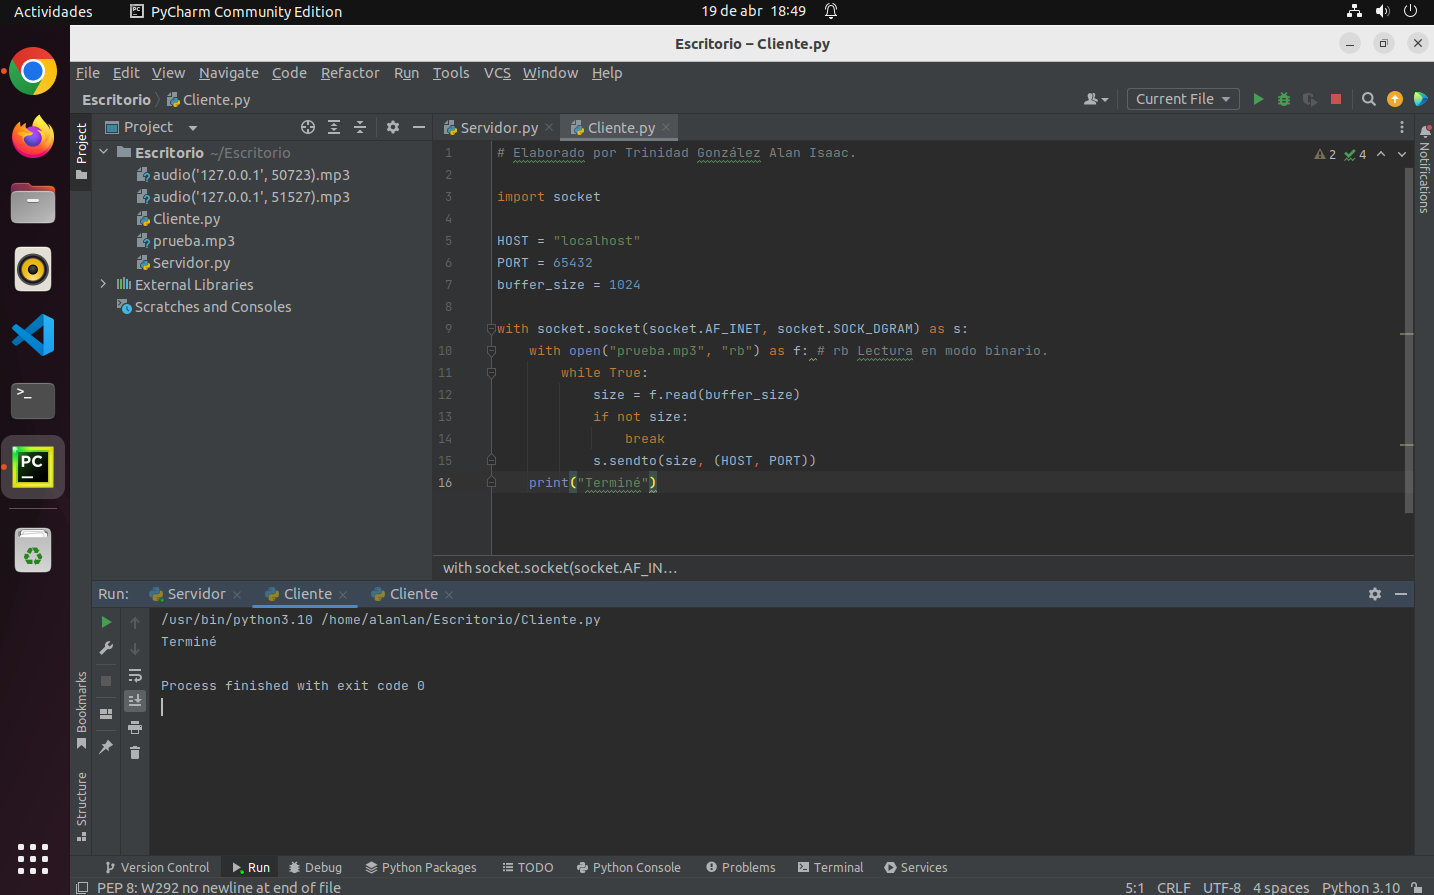 Actividades
PyCharm Community Edition
19 de abr 18:49
Escritorio – Cliente.py
File Edit View Navigate Code Refactor Run Tools VCS Window Help
Escritorio
Cliente.py
Current File
Project
Project
Servidor.py
Cliente.py
Escritorio ~/Escritorio
audio('127.0.0.1', 50723).mp3
audio('127.0.0.1', 51527).mp3
Cliente.py
prueba.mp3
Servidor.py
External Libraries
Scratches and Consoles
Notifications
2
4
1 # Elaborado por Trinidad González Alan Isaac.
2
3 import socket
4
5 HOST = "localhost"
6 PORT = 65432
7 buffer_size = 1024
8
9 with socket.socket(socket.AF_INET, socket.SOCK_DGRAM) as s:
10 with open("prueba.mp3", "rb") as f: # rb Lectura en modo binario.
11 while True:
12 size = f.read(buffer_size)
13 if not size:
14 break
15 s.sendto(size, (HOST, PORT))
16 print("Terminé")
with socket.socket(socket.AF_IN…
Run:
Servidor
Cliente
Cliente
/usr/bin/python3.10 /home/alanlan/Escritorio/Cliente.py
Terminé
Process finished with exit code 0
Bookmarks
Structure
Version Control
Run
Debug
Python Packages
TODO
Python Console
Problems
Terminal
Services
PEP 8: W292 no newline at end of file
5:1 CRLF UTF-8 4 spaces Python 3.10
PC
>_